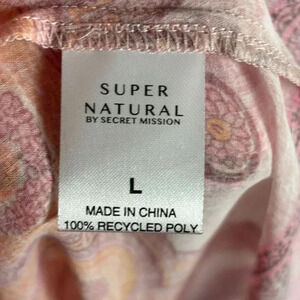 SUPER
NATURAL
BY SECRET MISSION
L
MADE IN CHINA
100% RECYCLED POLY